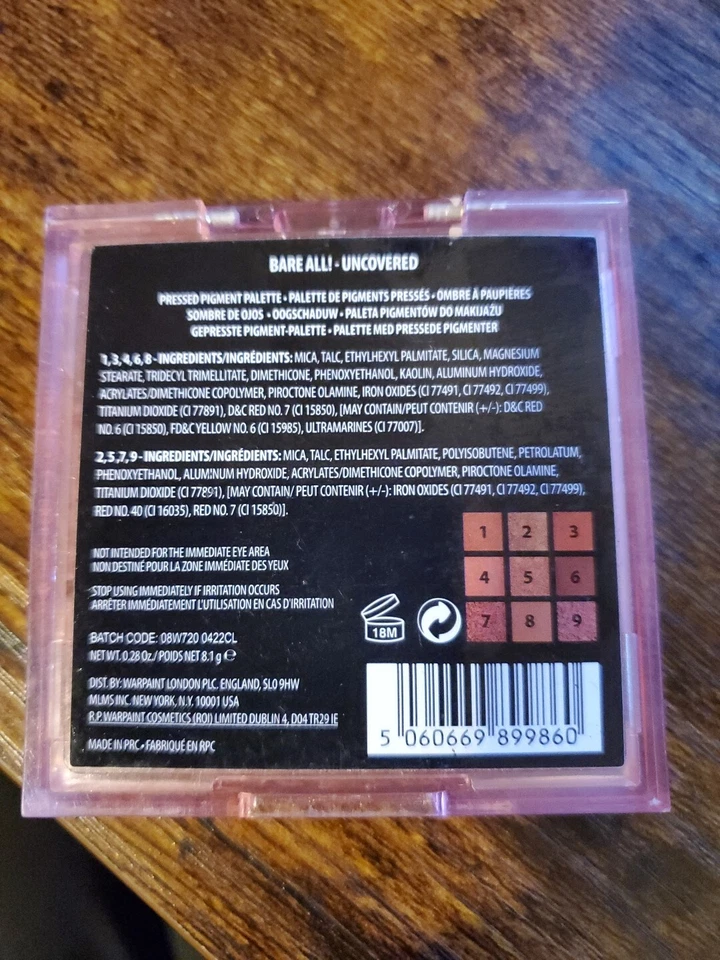 BARE ALL! - UNCOVERED
PRESSED PIGMENT PALETTE • PALETTE DE PIGMENTS PRESSÉS • OMBRE À PAUPIÈRES
SOMBRE DE OJOS • OOGSCHADUW • PALETA PIGMENTÓW DO MAKIJAŻU
GEPRESSTE PIGMENT-PALETTE • PALETTE MED PRESSEDE PIGMENTER
1,3,4,6,8 - INGREDIENTS/INGRÉDIENTS: MICA, TALC, ETHYLHEXYL PALMITATE, SILICA, MAGNESIUM
STEARATE, TRIDECYL TRIMELLITATE, DIMETHICONE, PHENOXYETHANOL, KAOLIN, ALUMINUM HYDROXIDE,
ACRYLATES/DIMETHICONE COPOLYMER, PIROCTONE OLAMINE, IRON OXIDES (CI 77491, CI 77492, CI 77499),
TITANIUM DIOXIDE (CI 77891), D&C RED NO. 7 (CI 15850), [MAY CONTAIN/PEUT CONTENIR (+/-): D&C RED
NO. 6 (CI 15850), FD&C YELLOW NO. 6 (CI 15985), ULTRAMARINES (CI 77007)].
2,5,7,9 - INGREDIENTS/INGRÉDIENTS: MICA, TALC, ETHYLHEXYL PALMITATE, POLYISOBUTENE, PETROLATUM,
PHENOXYETHANOL, ALUMINUM HYDROXIDE, ACRYLATES/DIMETHICONE COPOLYMER, PIROCTONE OLAMINE,
TITANIUM DIOXIDE (CI 77891), [MAY CONTAIN/ PEUT CONTENIR (+/-): IRON OXIDES (CI 77491, CI 77492, CI 77499),
RED NO. 40 (CI 16035), RED NO. 7 (CI 15850)].
NOT INTENDED FOR THE IMMEDIATE EYE AREA
NON DESTINÉ POUR LA ZONE IMMÉDIATE DES YEUX
STOP USING IMMEDIATELY IF IRRITATION OCCURS
ARRÊTER IMMÉDIATEMENT L'UTILISATION EN CAS D'IRRITATION
1 2 3
4 5 6
7 8 9
18M
BATCH CODE: 08W720 0422CL
NET WT. 0.28 Oz./ POIDS NET 8.1 g ℮
DIST. BY: WARPAINT LONDON PLC. ENGLAND, SL0 9HW
MLMS INC. NEW YORK, N.Y. 10001 USA
R.P. WARPAINT COSMETICS (ROI) LIMITED DUBLIN 4, D04 TR29 IE
MADE IN PRC • FABRIQUÉ EN RPC
5 060669 899860